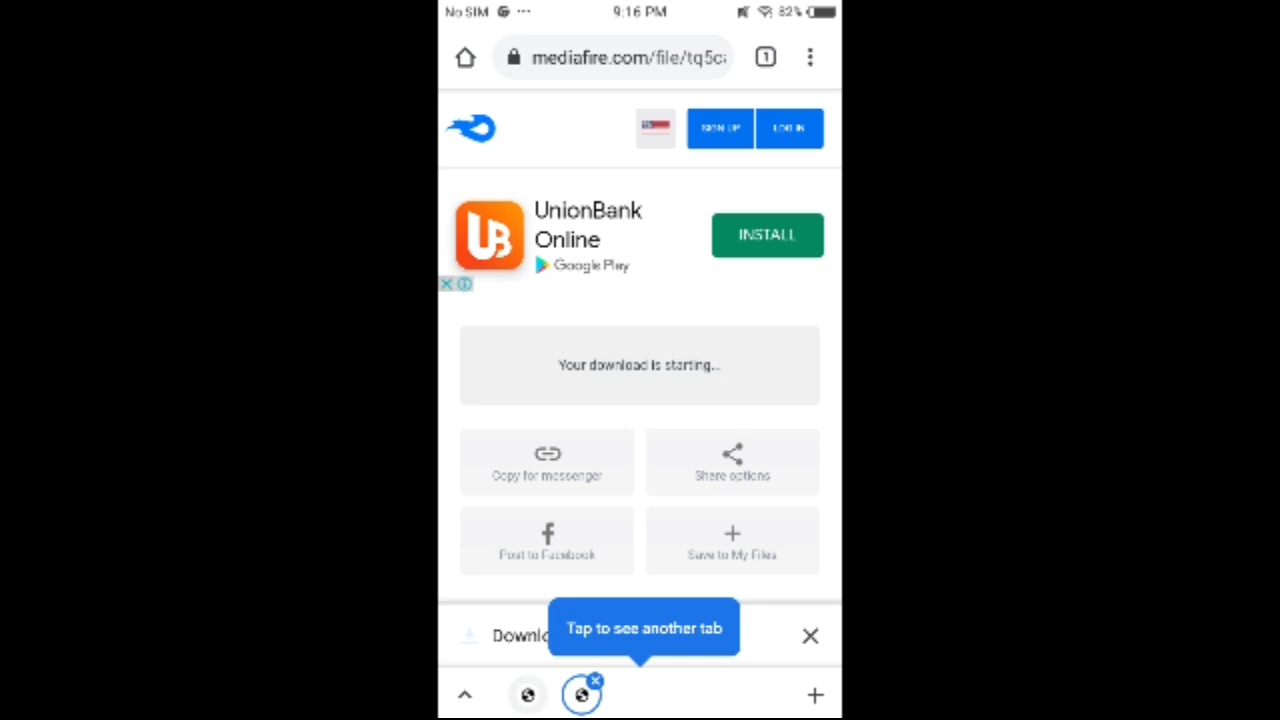 No SIM ··· 9:16 PM 82%
mediafire.com/file/tq5c 1
SIGN UP LOG IN
UnionBank
Online
INSTALL
Google Play
Your download is starting...
Copy for messenger Share options
Post to Facebook Save to My Files
Tap to see another tab
Downlo